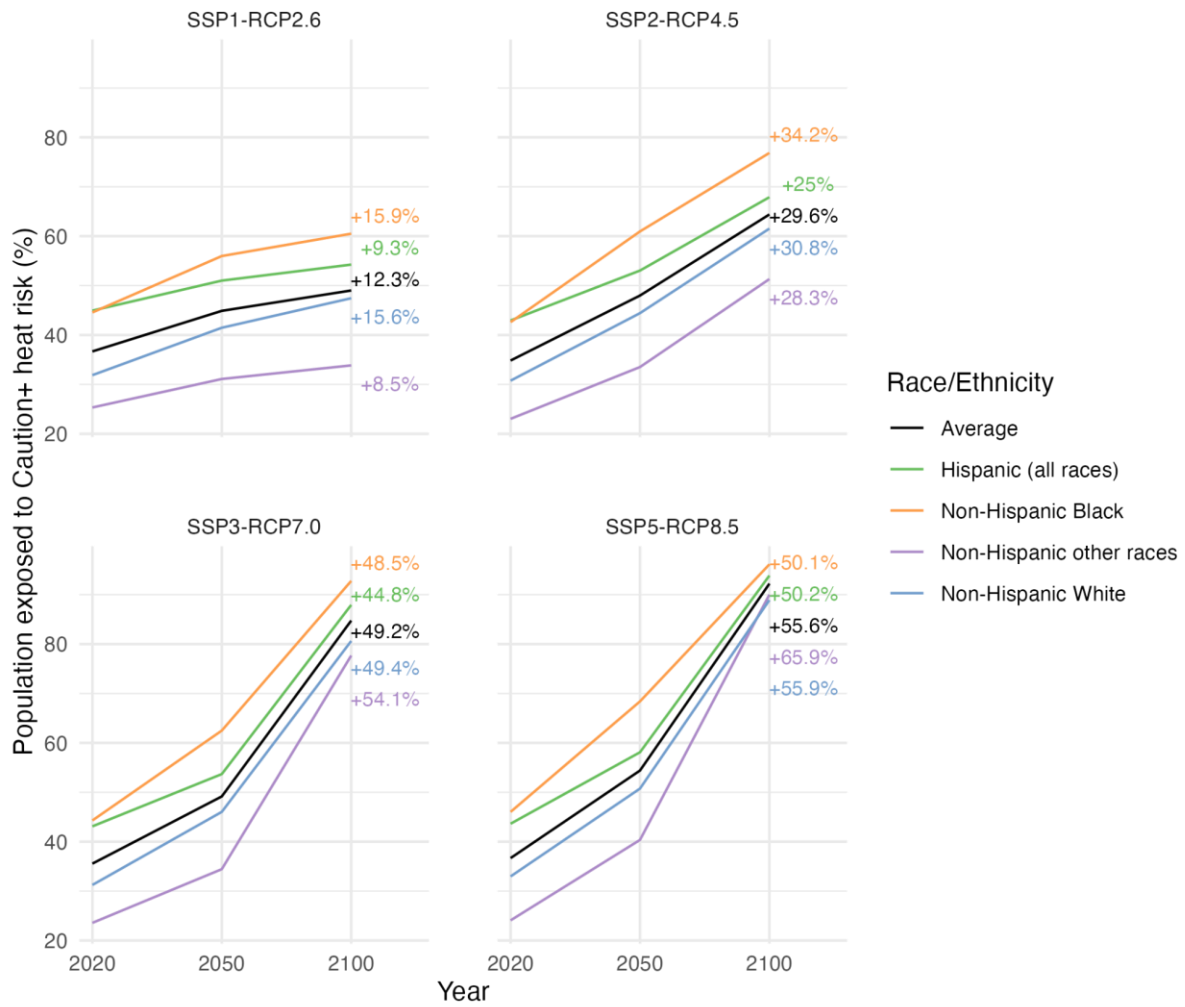 SSP1-RCP2.6
SSP2-RCP4.5
Population exposed to Caution+ heat risk (%)
80
60
40
20
+15.9%
+9.3%
+12.3%
+15.6%
+8.5%
+34.2%
+25%
+29.6%
+30.8%
+28.3%
SSP3-RCP7.0
SSP5-RCP8.5
80
60
40
20
+48.5%
+44.8%
+49.2%
+49.4%
+54.1%
+50.1%
+50.2%
+55.6%
+65.9%
+55.9%
2020 2050 2100
2020 2050 2100
Year
Race/Ethnicity
Average
Hispanic (all races)
Non-Hispanic Black
Non-Hispanic other races
Non-Hispanic White